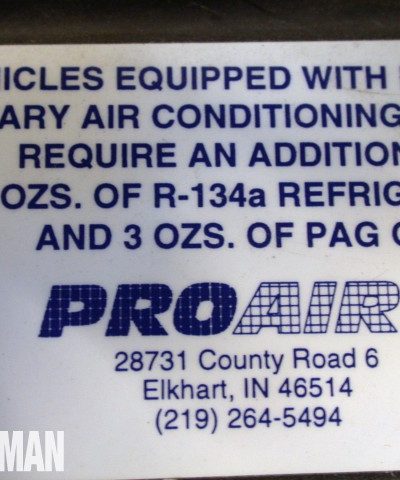 HICLES EQUIPPED WITH
ARY AIR CONDITIONING
REQUIRE AN ADDITION
OZS. OF R-134a REFRIG
AND 3 OZS. OF PAG
PROAIR
28731 County Road 6
Elkhart, IN 46514
(219) 264-5494
MAN